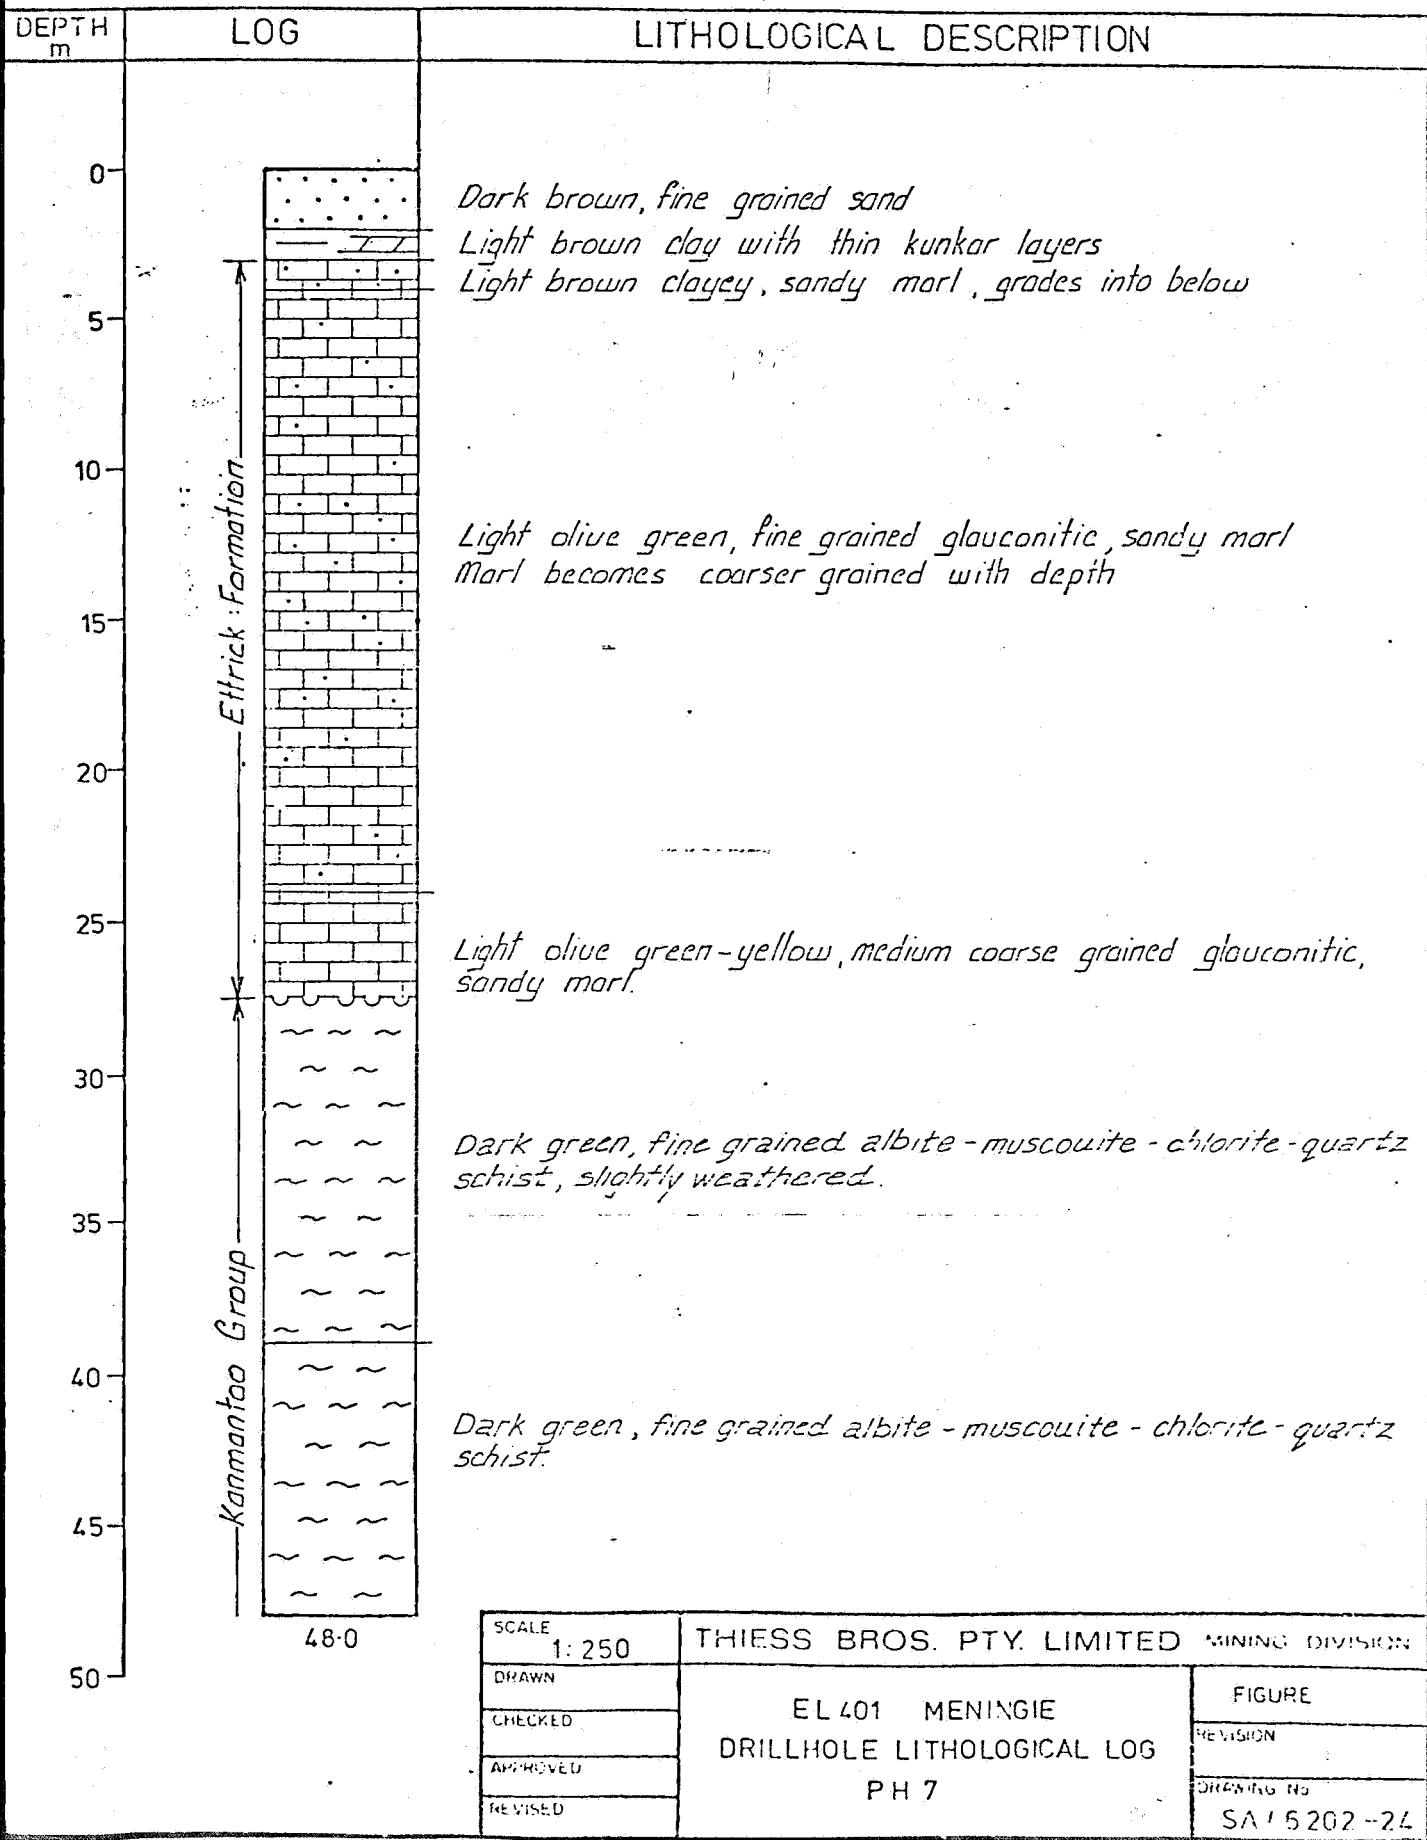 DEPTH
m
LOG
LITHOLOGICAL DESCRIPTION
0
Dark brown, fine grained sand
Light brown clay with thin kunkar layers
Light brown clayey, sandy marl, grades into below
5
10
Ettrick Formation
Light olive green, fine grained glauconitic, sandy marl
Marl becomes coarser grained with depth
15
20
25
Light olive green-yellow, medium coarse grained glauconitic,
sandy marl.
30
Dark green, fine grained albite - muscovite - chlorite - quartz
schist, slightly weathered.
35
Kanmantoo Group
40
Dark green, fine grained albite - muscovite - chlorite - quartz
schist.
45
48.0
50
SCALE
1:250
THIESS BROS. PTY. LIMITED MINING DIVISION
DRAWN
CHECKED
APPROVED
REVISED
EL 401 MENINGIE
DRILLHOLE LITHOLOGICAL LOG
PH 7
FIGURE
REVISION
DRAWING No
SA / 5202-24